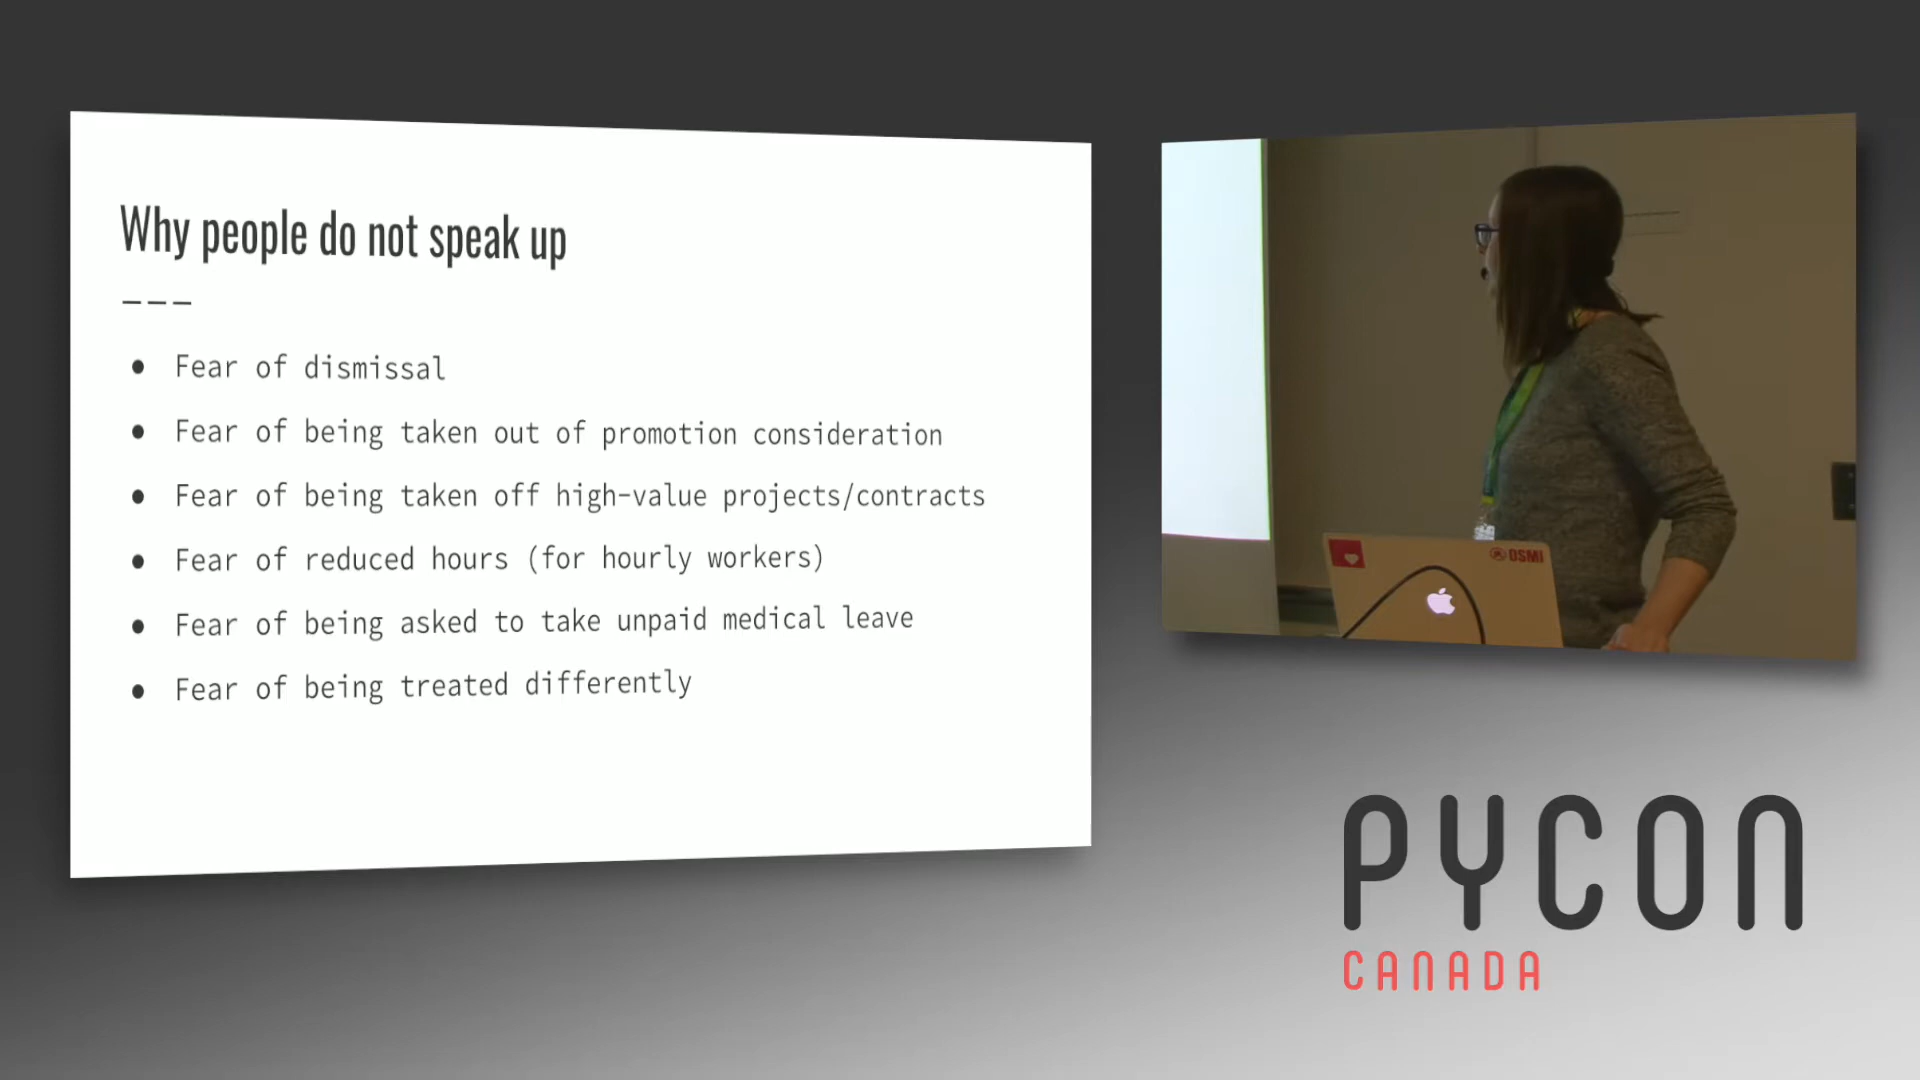 Why people do not speak up
---
● Fear of dismissal
● Fear of being taken out of promotion consideration
● Fear of being taken off high-value projects/contracts
● Fear of reduced hours (for hourly workers)
● Fear of being asked to take unpaid medical leave
● Fear of being treated differently
OSMI
PYCON
CANADA